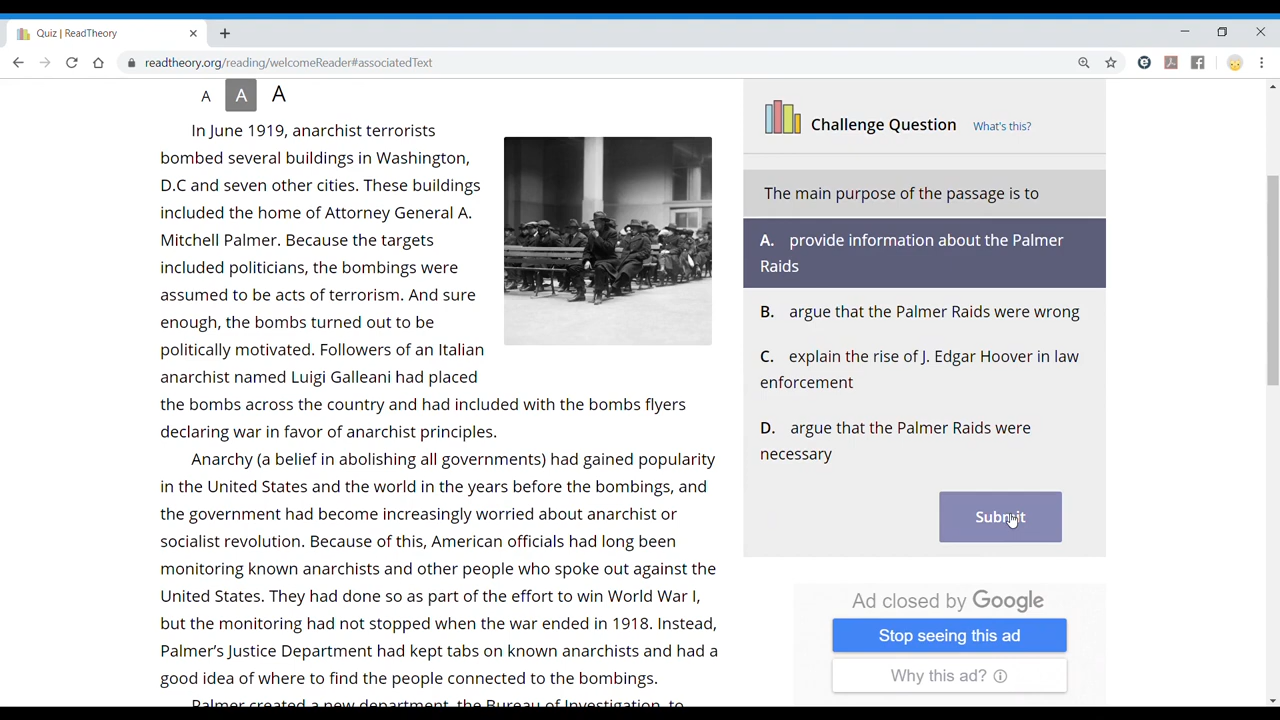 Quiz | ReadTheory
readtheory.org/reading/welcomeReader#associatedText
A A A
In June 1919, anarchist terrorists
bombed several buildings in Washington,
D.C and seven other cities. These buildings
included the home of Attorney General A.
Mitchell Palmer. Because the targets
included politicians, the bombings were
assumed to be acts of terrorism. And sure
enough, the bombs turned out to be
politically motivated. Followers of an Italian
anarchist named Luigi Galleani had placed
the bombs across the country and had included with the bombs flyers
declaring war in favor of anarchist principles.
Anarchy (a belief in abolishing all governments) had gained popularity
in the United States and the world in the years before the bombings, and
the government had become increasingly worried about anarchist or
socialist revolution. Because of this, American officials had long been
monitoring known anarchists and other people who spoke out against the
United States. They had done so as part of the effort to win World War I,
but the monitoring had not stopped when the war ended in 1918. Instead,
Palmer's Justice Department had kept tabs on known anarchists and had a
good idea of where to find the people connected to the bombings.
Palmer created a new department, the Bureau of Investigation, to
Challenge Question What's this?
The main purpose of the passage is to
A. provide information about the Palmer
Raids
B. argue that the Palmer Raids were wrong
C. explain the rise of J. Edgar Hoover in law
enforcement
D. argue that the Palmer Raids were
necessary
Submit
Ad closed by Google
Stop seeing this ad
Why this ad?